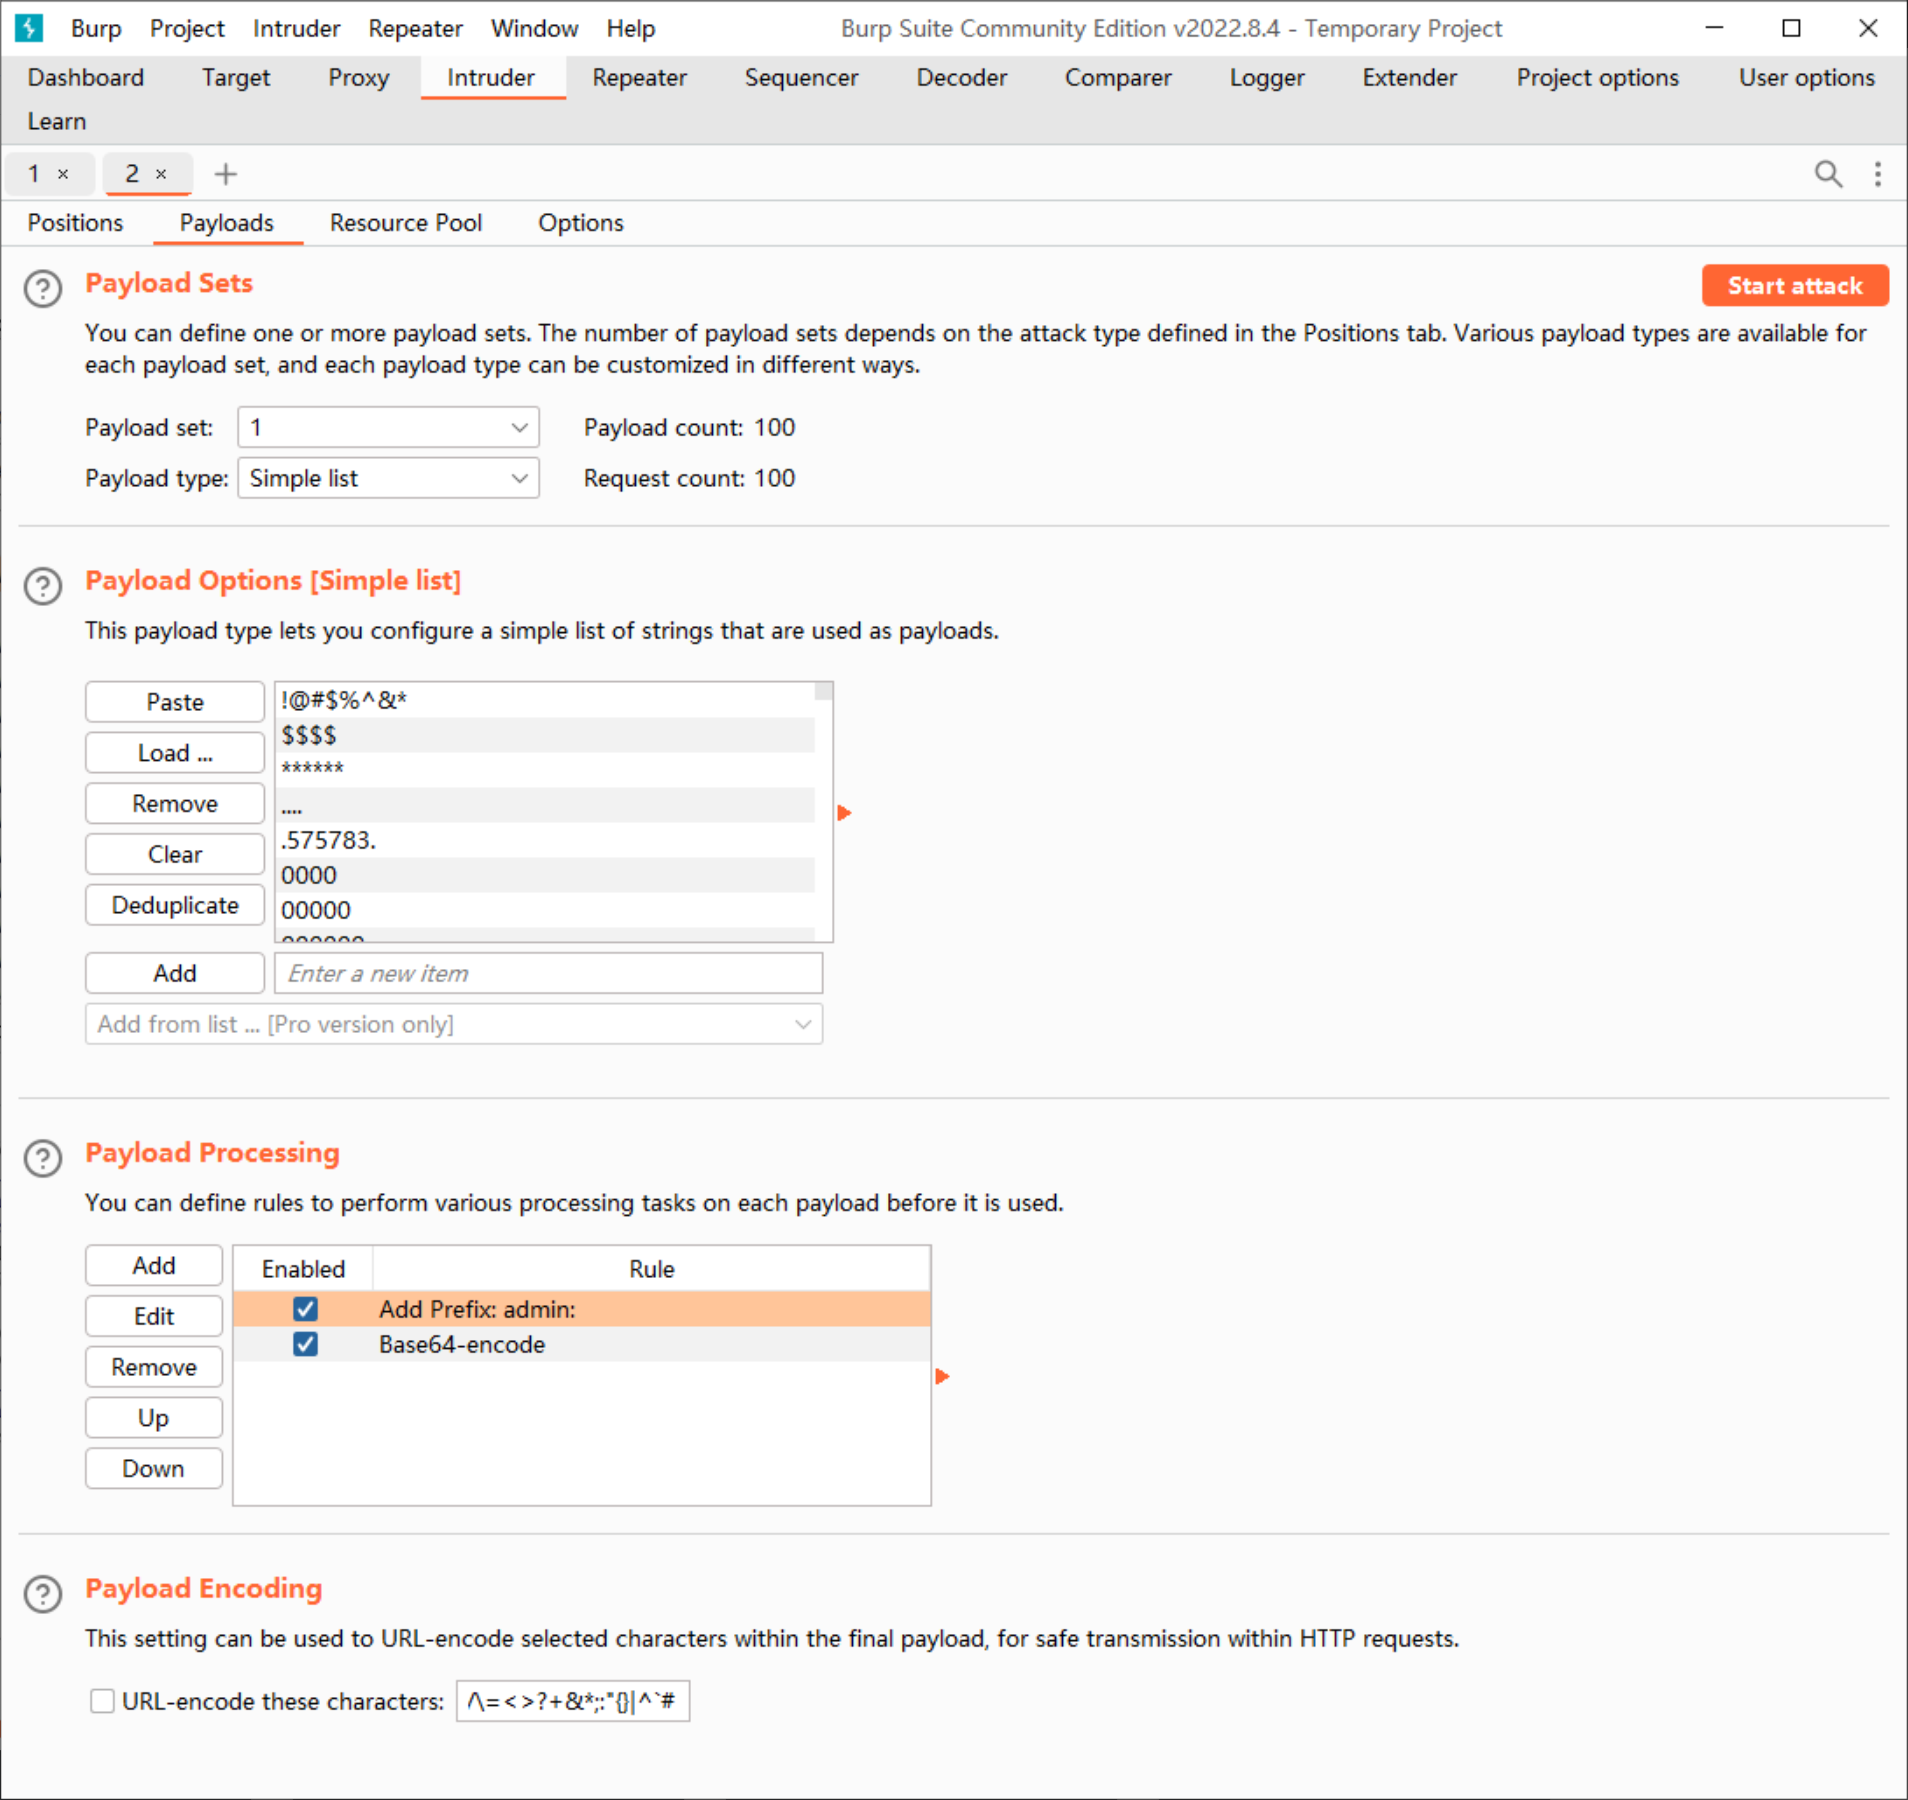 Burp Project Intruder Repeater Window Help Burp Suite Community Edition v2022.8.4 - Temporary Project
Dashboard Target Proxy Intruder Repeater Sequencer Decoder Comparer Logger Extender Project options User options
Learn
1 × 2 × +
Positions Payloads Resource Pool Options
? Payload Sets Start attack
You can define one or more payload sets. The number of payload sets depends on the attack type defined in the Positions tab. Various payload types are available for
each payload set, and each payload type can be customized in different ways.
Payload set: 1 Payload count: 100
Payload type: Simple list Request count: 100
? Payload Options [Simple list]
This payload type lets you configure a simple list of strings that are used as payloads.
Paste !@#$%^&*
$$$$
Load ... ******
Remove ....
.575783.
Clear 0000
Deduplicate 00000
Add Enter a new item
Add from list ... [Pro version only]
? Payload Processing
You can define rules to perform various processing tasks on each payload before it is used.
Add Enabled Rule
Edit Add Prefix: admin:
Base64-encode
Remove
Up
Down
? Payload Encoding
This setting can be used to URL-encode selected characters within the final payload, for safe transmission within HTTP requests.
URL-encode these characters: /\=<>?+&*;:"{}|^`#